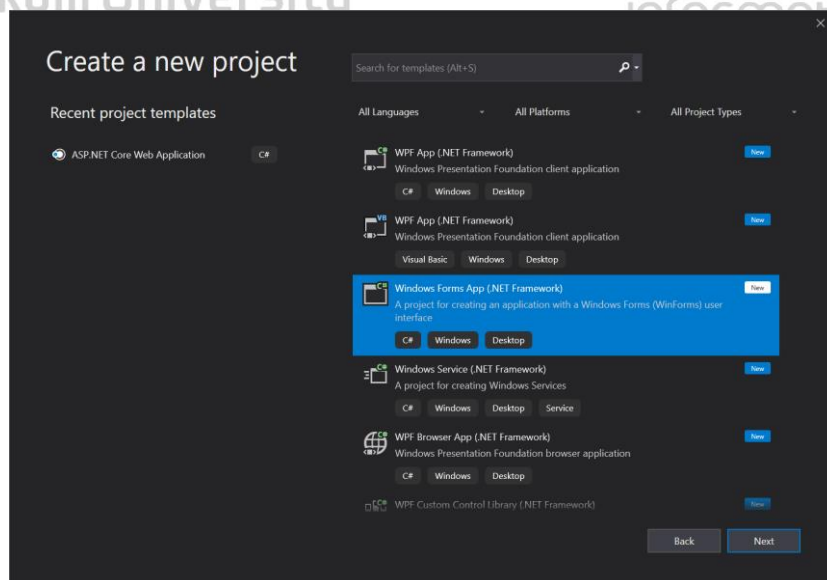 Create a new project
Search for templates (Alt+S)
Recent project templates
All Languages
All Platforms
All Project Types
ASP.NET Core Web Application
C#
WPF App (.NET Framework)
New
Windows Presentation Foundation client application
C# Windows Desktop
WPF App (.NET Framework)
New
Windows Presentation Foundation client application
Visual Basic Windows Desktop
Windows Forms App (.NET Framework)
New
A project for creating an application with a Windows Forms (WinForms) user
interface
C# Windows Desktop
Windows Service (.NET Framework)
New
A project for creating Windows Services
C# Windows Desktop Service
WPF Browser App (.NET Framework)
New
Windows Presentation Foundation browser application
C# Windows Desktop
WPF Custom Control Library (.NET Framework)
New
Back
Next